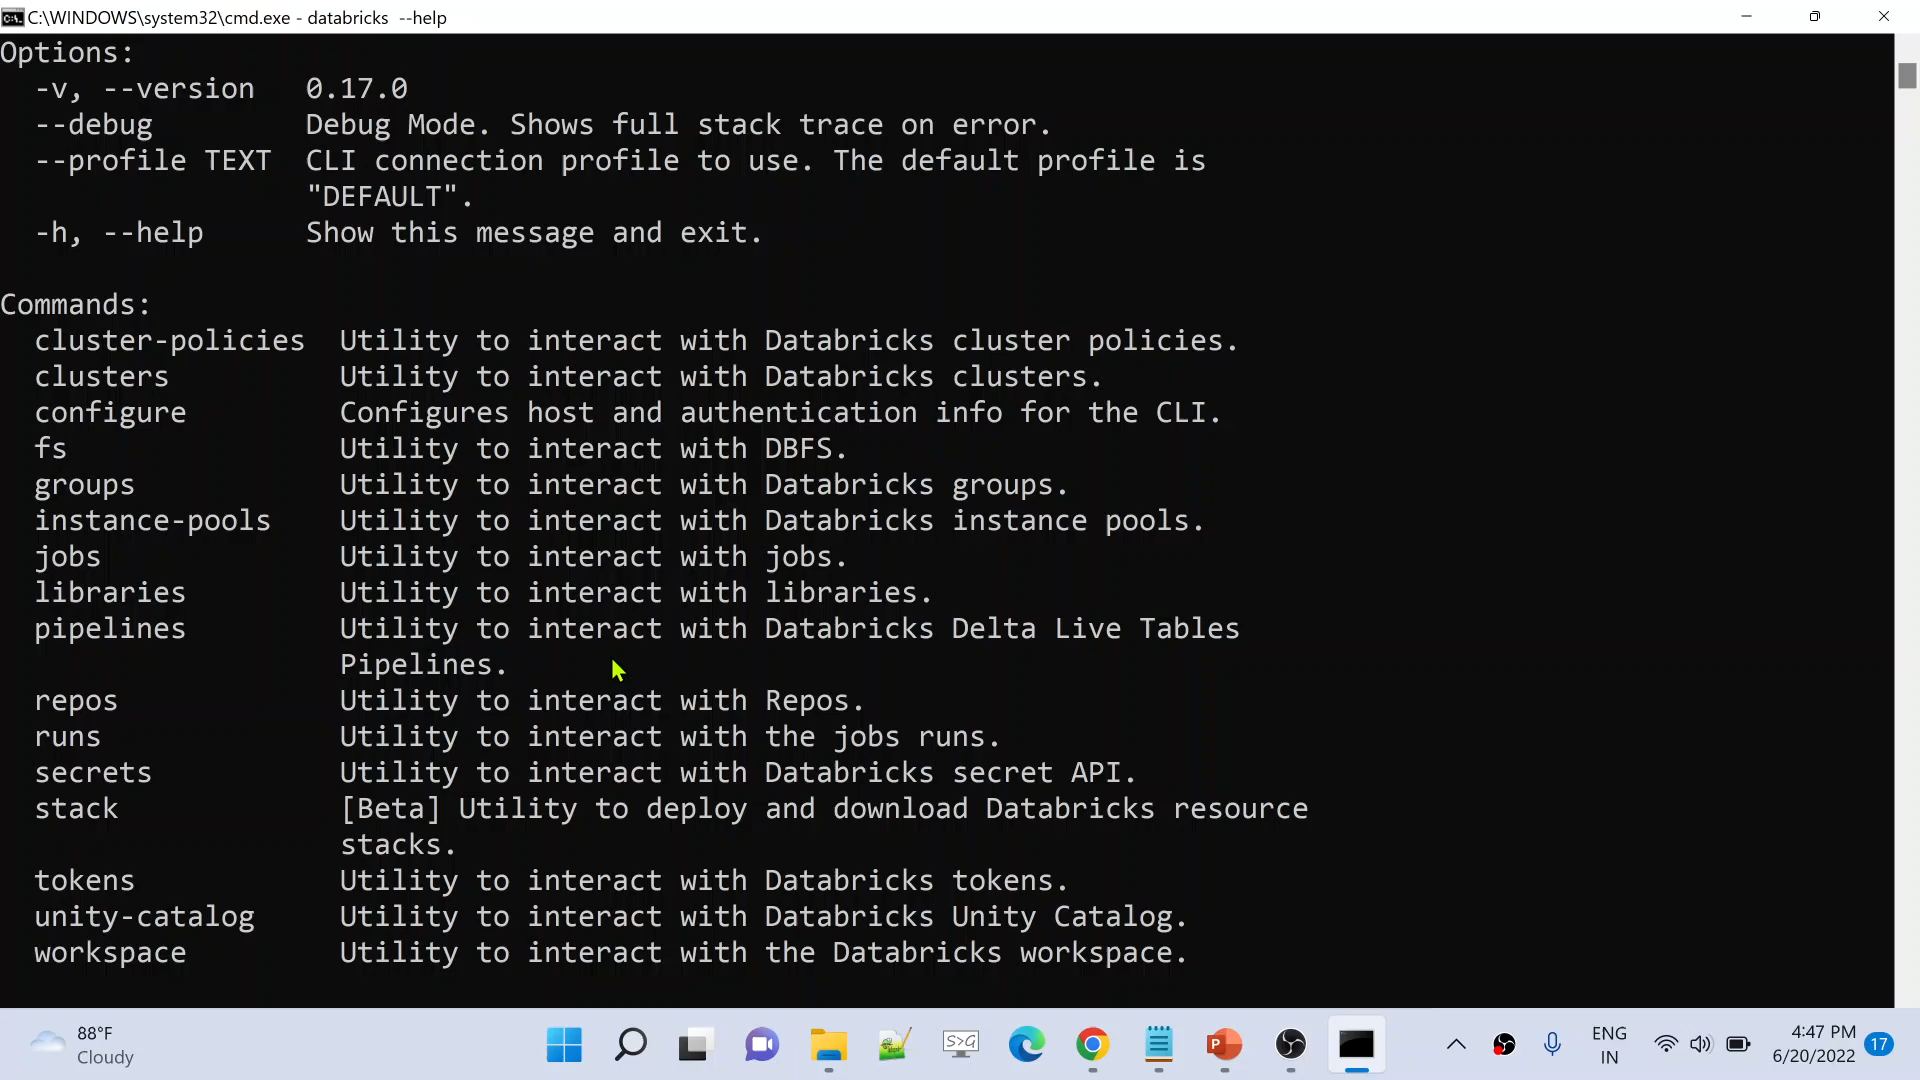 C:\WINDOWS\system32\cmd.exe - databricks  --help
Options:
  -v, --version   0.17.0
  --debug         Debug Mode. Shows full stack trace on error.
  --profile TEXT  CLI connection profile to use. The default profile is
                  "DEFAULT".
  -h, --help      Show this message and exit.

Commands:
  cluster-policies  Utility to interact with Databricks cluster policies.
  clusters          Utility to interact with Databricks clusters.
  configure         Configures host and authentication info for the CLI.
  fs                Utility to interact with DBFS.
  groups            Utility to interact with Databricks groups.
  instance-pools    Utility to interact with Databricks instance pools.
  jobs              Utility to interact with jobs.
  libraries         Utility to interact with libraries.
  pipelines         Utility to interact with Databricks Delta Live Tables
                    Pipelines.
  repos             Utility to interact with Repos.
  runs              Utility to interact with the jobs runs.
  secrets           Utility to interact with Databricks secret API.
  stack             [Beta] Utility to deploy and download Databricks resource
                    stacks.
  tokens            Utility to interact with Databricks tokens.
  unity-catalog     Utility to interact with Databricks Unity Catalog.
  workspace         Utility to interact with the Databricks workspace.
88°F
Cloudy
S>G
P
ENG
IN
4:47 PM
6/20/2022
17